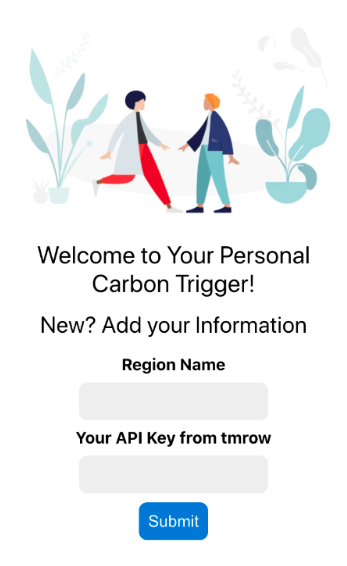 Welcome to Your Personal
Carbon Trigger!
New? Add your Information
Region Name
Your API Key from tmrow
Submit